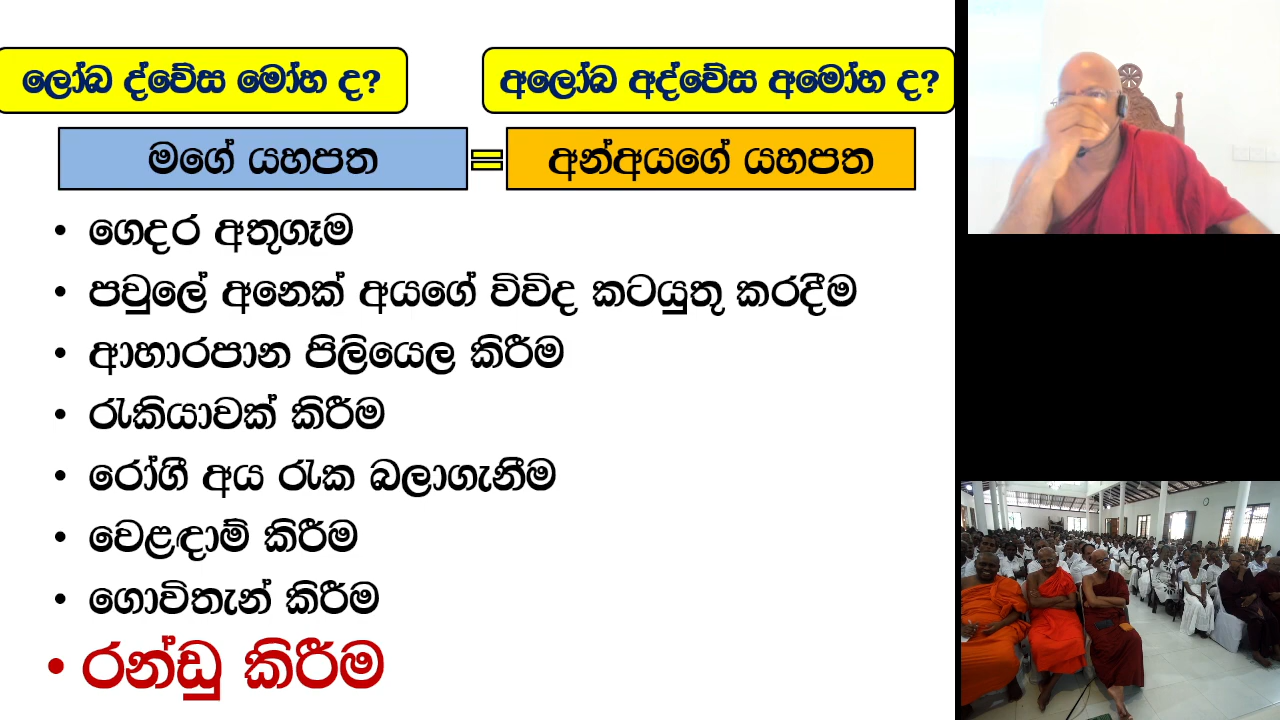 ලෝබ ද්වේස මෝහ ද?
අලෝබ අද්වේස අමෝහ ද?
මගේ යහපත = අන්අයගේ යහපත
• ගෙදර අතුගෑම
• පවුලේ අනෙක් අයගේ විවිද කටයුතු කරදීම
• ආහාරපාන පිලියෙල කිරීම
• රැකියාවක් කිරීම
• රෝගී අය රැක බලාගැනීම
• වෙළඳාම් කිරීම
• ගොවිතැන් කිරීම
• රන්ඩු කිරීම